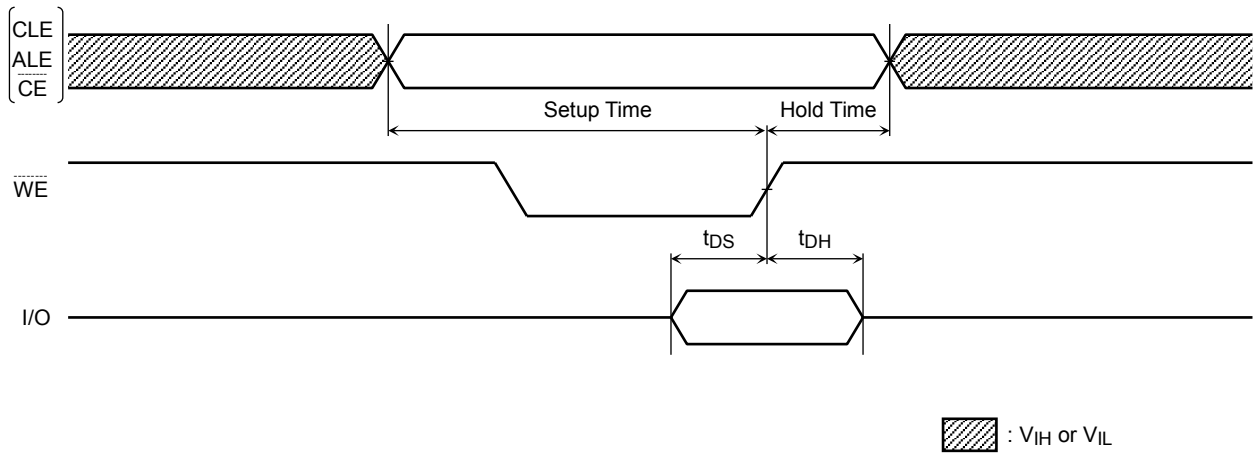 CLE
ALE
CE
Setup Time
Hold Time
WE
tDS
tDH
I/O
: VIH or VIL